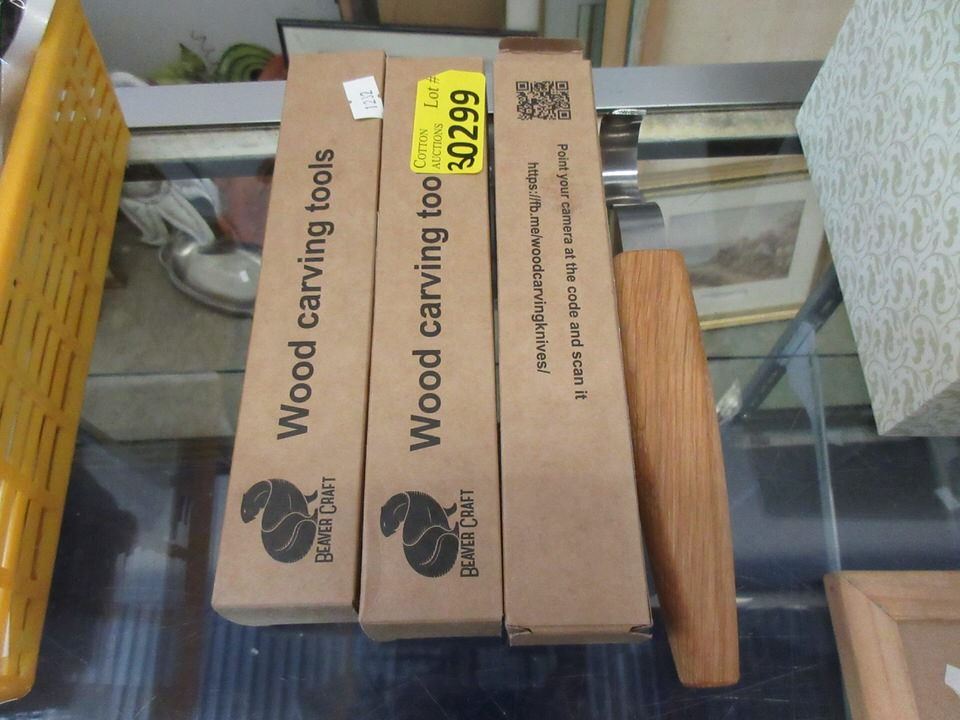 Wood carving tools
BEAVER CRAFT
1252
Wood carving too
BEAVER CRAFT
COTTON
AUCTIONS
Lot #
30299
Point your camera at the code and scan it
https://fb.me/woodcarvingknives/